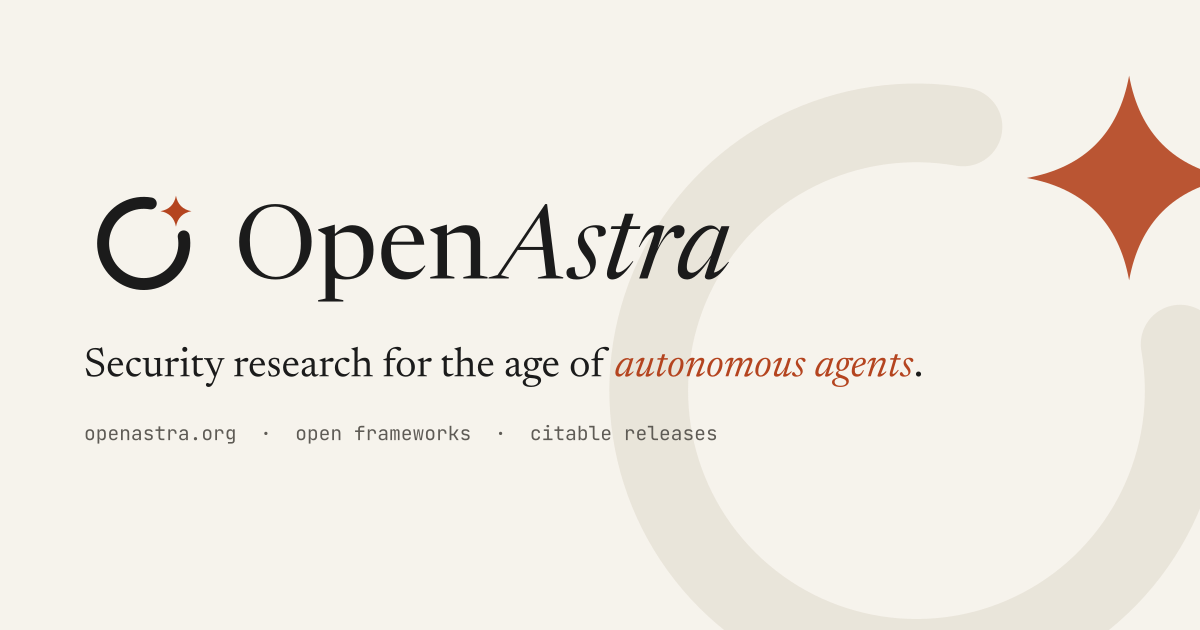 OpenAstra
Security research for the age of autonomous agents.
openastra.org · open frameworks · citable releases